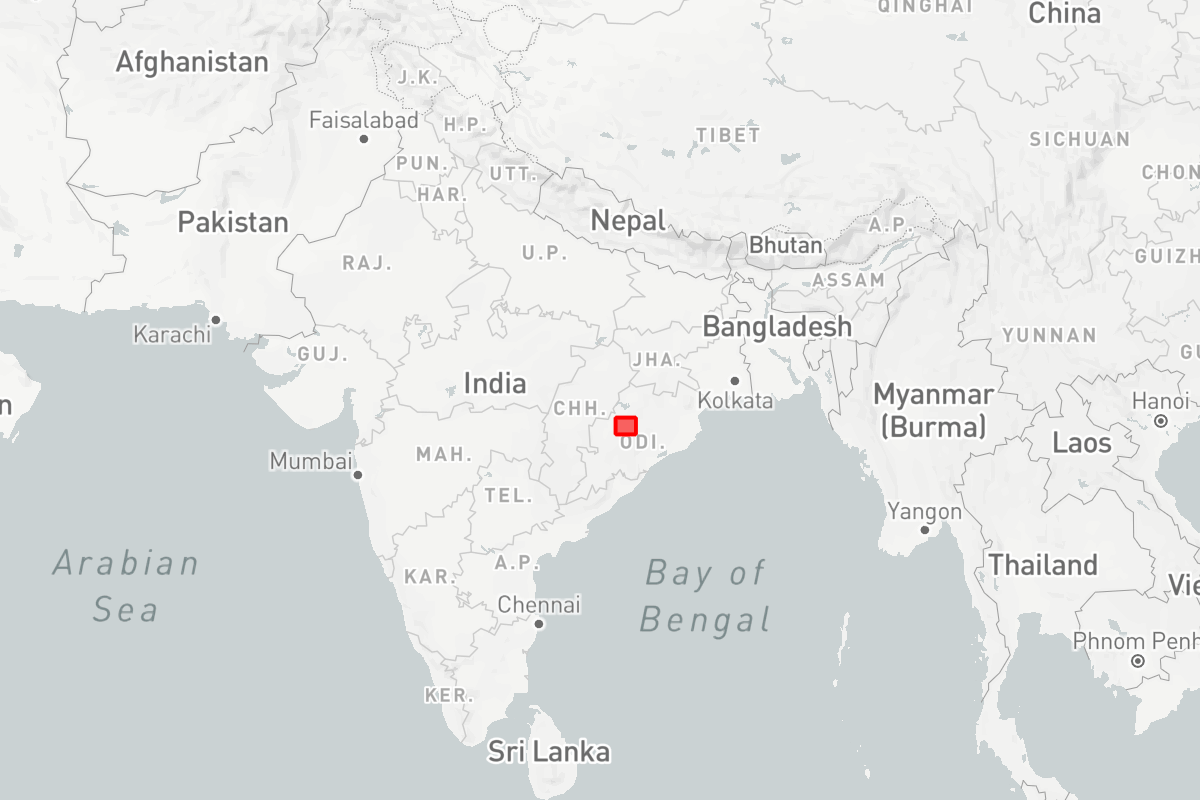 QINGHAI
China
Afghanistan
J.K.
Faisalabad
H.P.
TIBET
SICHUAN
PUN.
UTT.
CHON
HAR.
Pakistan
Nepal
A.P.
Bhutan
U.P.
RAJ.
ASSAM
GUIZH
Karachi
Bangladesh
YUNNAN
GUJ.
JHA.
GU
India
Kolkata
Myanmar
(Burma)
Hanoi
n
CHH.
ODI.
Laos
Mumbai
MAH.
TEL.
Yangon
Arabian
Sea
A.P.
Bay of
Bengal
Thailand
KAR.
Vie
Chennai
Phnom Penh
KER.
Sri Lanka